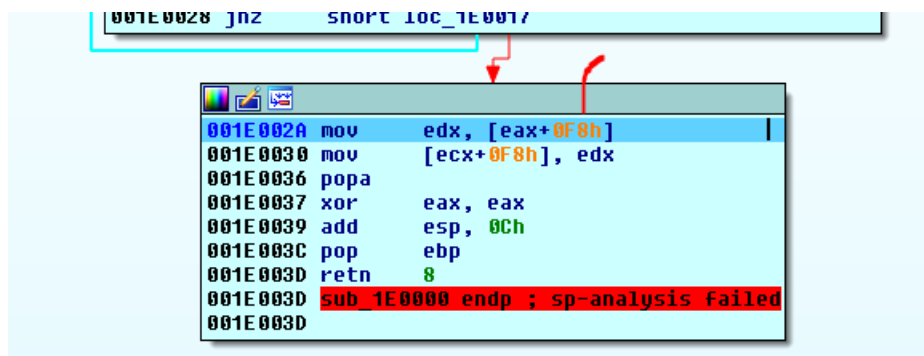 001E0028 jnz short loc_1E0017
001E002A mov edx, [eax+0F8h]
001E0030 mov [ecx+0F8h], edx
001E0036 popa
001E0037 xor eax, eax
001E0039 add esp, 0Ch
001E003C pop ebp
001E003D retn 8
001E003D sub_1E0000 endp ; sp-analysis failed
001E003D